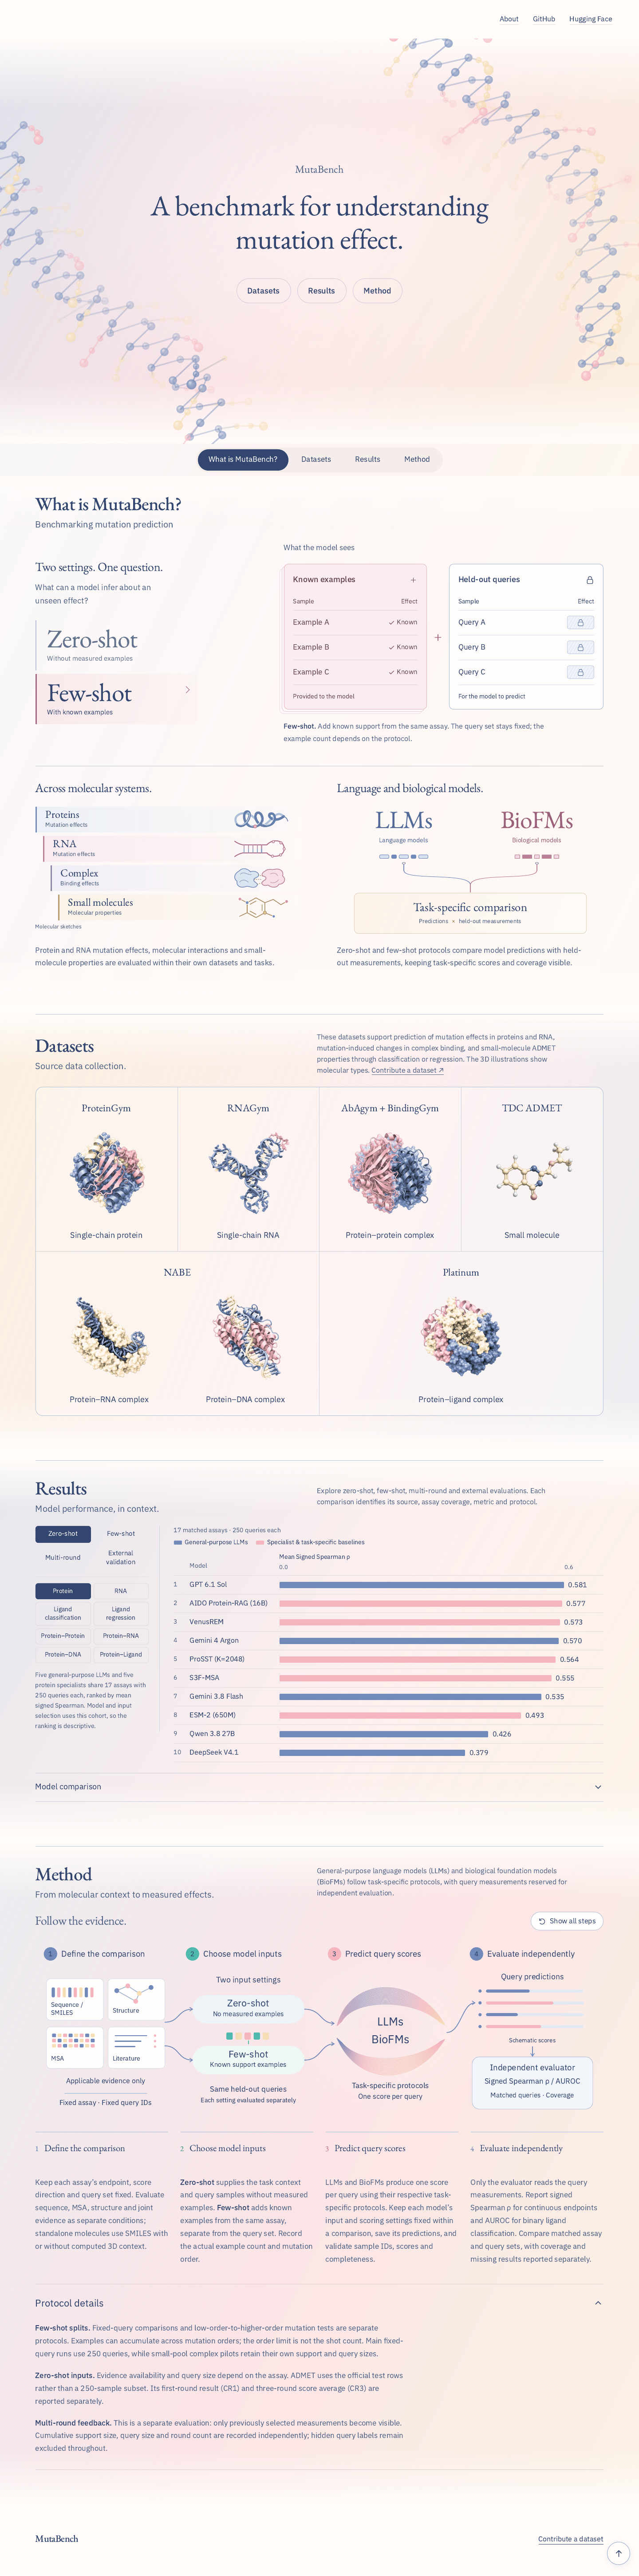 About GitHub Hugging Face
MutaBench
A benchmark for understanding
mutation effect.
Datasets Results Method
What is MutaBench? Datasets Results Method
What is MutaBench?
Benchmarking mutation prediction
Two settings. One question.
What can a model infer about an
unseen effect?
Zero-shot
Without measured examples
Few-shot
With known examples
What the model sees
Known examples +
Sample Effect
Example A ✓ Known
Example B ✓ Known
Example C ✓ Known
Provided to the model
+
Held-out queries
Sample Effect
Query A
Query B
Query C
For the model to predict
Few-shot. Add known support from the same assay. The query set stays fixed; the
example count depends on the protocol.
Across molecular systems.
Proteins
Mutation effects
RNA
Mutation effects
Complex
Binding effects
Small molecules
Molecular properties
Molecular sketches
Protein and RNA mutation effects, molecular interactions and small-
molecule properties are evaluated within their own datasets and tasks.
Language and biological models.
LLMs BioFMs
Language models Biological models
Task-specific comparison
Predictions • held-out measurements
Zero-shot and few-shot protocols compare model predictions with held-
out measurements, keeping task-specific scores and coverage visible.
Datasets
Source data collection.
These datasets support prediction of mutation effects in proteins and RNA,
mutation-induced changes in complex binding, and small-molecule ADMET
properties through classification or regression. The 3D illustrations show
molecular types. Contribute a dataset ↗
ProteinGym RNAGym AbAgym + BindingGym TDC ADMET
Single-chain protein Single-chain RNA Protein–protein complex Small molecule
NABE Platinum
Protein–RNA complex Protein–DNA complex Protein–ligand complex
Results
Model performance, in context.
Explore zero-shot, few-shot, multi-round and external evaluations. Each
comparison identifies its source, assay coverage, metric and protocol.
Zero-shot Few-shot
Multi-round External
validation
Protein RNA
Ligand
classification
Ligand
regression
Protein–Protein Protein–RNA
Protein–DNA Protein–Ligand
Five general-purpose LLMs and five
protein specialists share 17 assays with
250 queries each, ranked by mean
signed Spearman. Model and input
selection uses this cohort, so the
ranking is descriptive.
17 matched assays · 250 queries each
General-purpose LLMs Specialist & task-specific baselines
Mean Signed Spearman ρ
Model 0.0 0.6
1 GPT 6.1 Sol 0.581
2 AIDO Protein-RAG (16B) 0.577
3 VenusREM 0.573
4 Gemini 4 Argon 0.570
5 ProSST (K=2048) 0.564
6 S3F-MSA 0.555
7 Gemini 3.8 Flash 0.535
8 ESM-2 (650M) 0.493
9 Qwen 3.8 27B 0.426
10 DeepSeek V4.1 0.379
Model comparison
Method
From molecular context to measured effects.
General-purpose language models (LLMs) and biological foundation models
(BioFMs) follow task-specific protocols, with query measurements reserved for
independent evaluation.
Follow the evidence.
Show all steps
1 Define the comparison
2 Choose model inputs
3 Predict query scores
4 Evaluate independently
Sequence /
SMILES
Structure
MSA
Literature
Applicable evidence only
Fixed assay · Fixed query IDs
Two input settings
Zero-shot
No measured examples
Few-shot
Known support examples
Same held-out queries
Each setting evaluated separately
LLMs
BioFMs
Task-specific protocols
One score per query
Query predictions
Schematic scores
Independent evaluator
Signed Spearman ρ / AUROC
Matched queries · Coverage
1 Define the comparison
Keep each assay's endpoint, score
direction and query set fixed. Evaluate
sequence, MSA, structure and joint
evidence as separate conditions;
standalone molecules use SMILES with
or without computed 3D context.
2 Choose model inputs
Zero-shot supplies the task context
and query samples without measured
examples. Few-shot adds known
examples from the same assay,
separate from the query set. Record
the actual example count and mutation
order.
3 Predict query scores
LLMs and BioFMs produce one score
per query using their respective task-
specific protocols. Keep each model's
input and scoring settings fixed within
a comparison, save its predictions, and
validate sample IDs, scores and
completeness.
4 Evaluate independently
Only the evaluator reads the query
measurements. Report signed
Spearman ρ for continuous endpoints
and AUROC for binary ligand
classification. Compare matched assay
and query sets, with coverage and
missing results reported separately.
Protocol details
Few-shot splits. Fixed-query comparisons and low-order-to-higher-order mutation tests are separate
protocols. Examples can accumulate across mutation orders; the order limit is not the shot count. Main fixed-
query runs use 250 queries, while small-pool complex pilots retain their own support and query sizes.
Zero-shot inputs. Evidence availability and query size depend on the assay. ADMET uses the official test rows
rather than a 250-sample subset. Its first-round result (CR1) and three-round score average (CR3) are
reported separately.
Multi-round feedback. This is a separate evaluation: only previously selected measurements become visible.
Cumulative support size, query size and round count are recorded independently; hidden query labels remain
excluded throughout.
MutaBench
Contribute a dataset